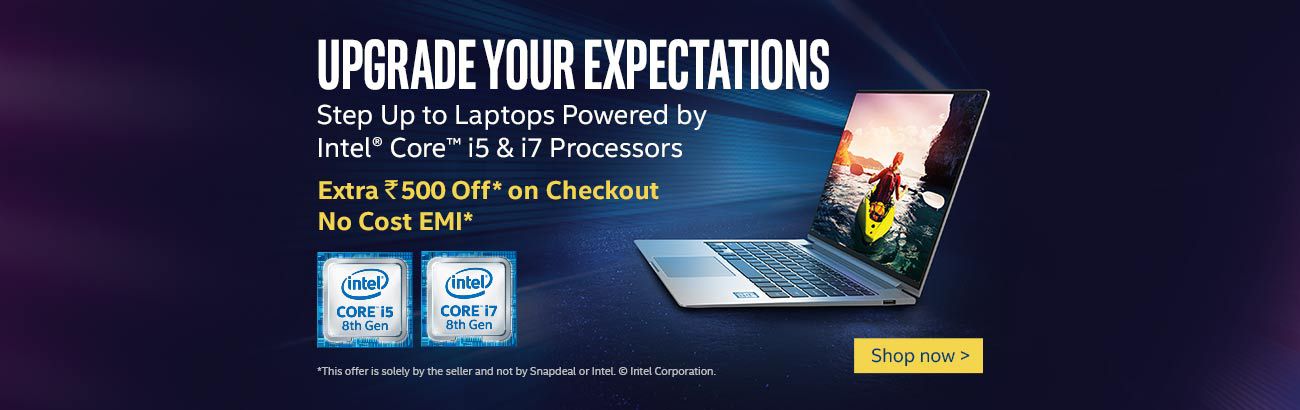 UPGRADE YOUR EXPECTATIONS
Step Up to Laptops Powered by
Intel® Core™ i5 & i7 Processors
Extra ₹500 Off* on Checkout
No Cost EMI*
intel
CORE™ i5
8th Gen
intel
CORE™ i7
8th Gen
Shop now >
*This offer is solely by the seller and not by Snapdeal or Intel. © Intel Corporation.